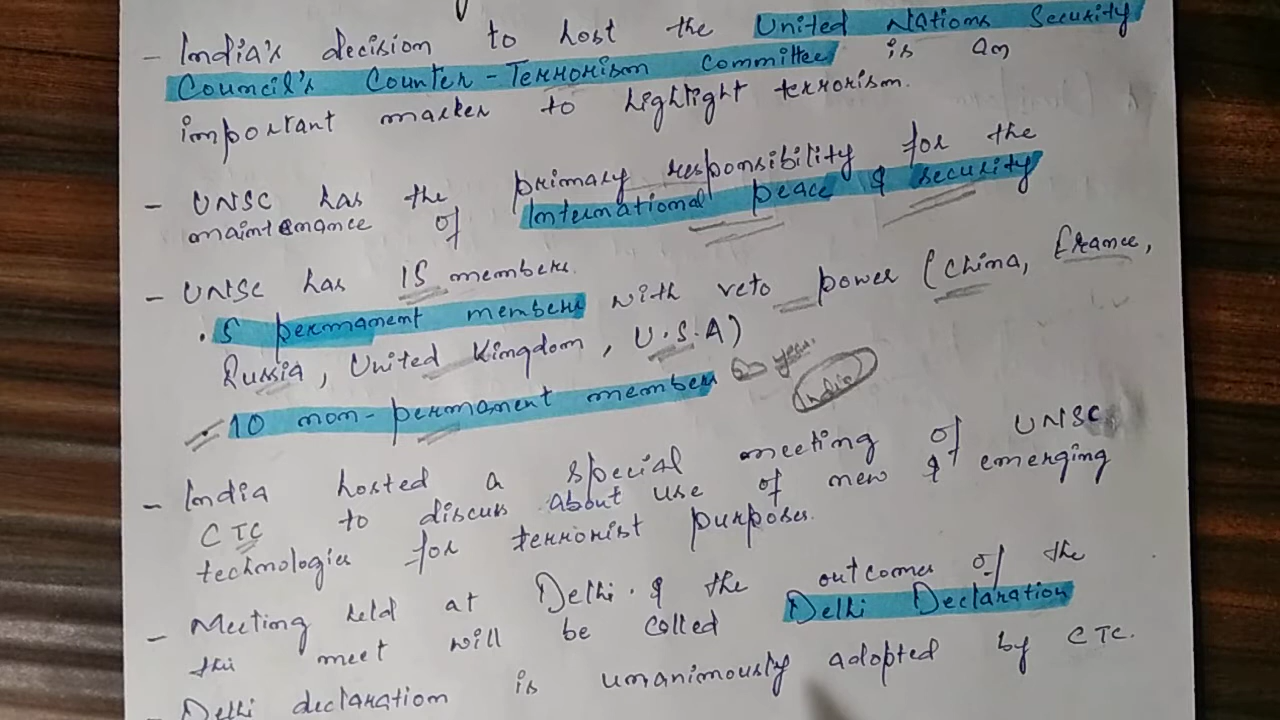 - India's decision to host the United Nations Security
Council's Counter-Terrorism Committee is an
important marker to highlight terrorism.
- UNSC has the primary responsibility for the
maintenance of International peace & security
- UNSC has 15 members.
. 5 permanent members with veto power (China, France,
Russia, United Kingdom, U.S.A)
. 10 non-permanent members 2 years.
India
- India hosted a special meeting of UNSC
CTC to discuss about use of new & emerging
technologies for terrorist purposes.
- Meeting held at Delhi. & the outcomes of the
this meet will be called Delhi Declaration
- Delhi declaration is unanimously adopted by CTC.